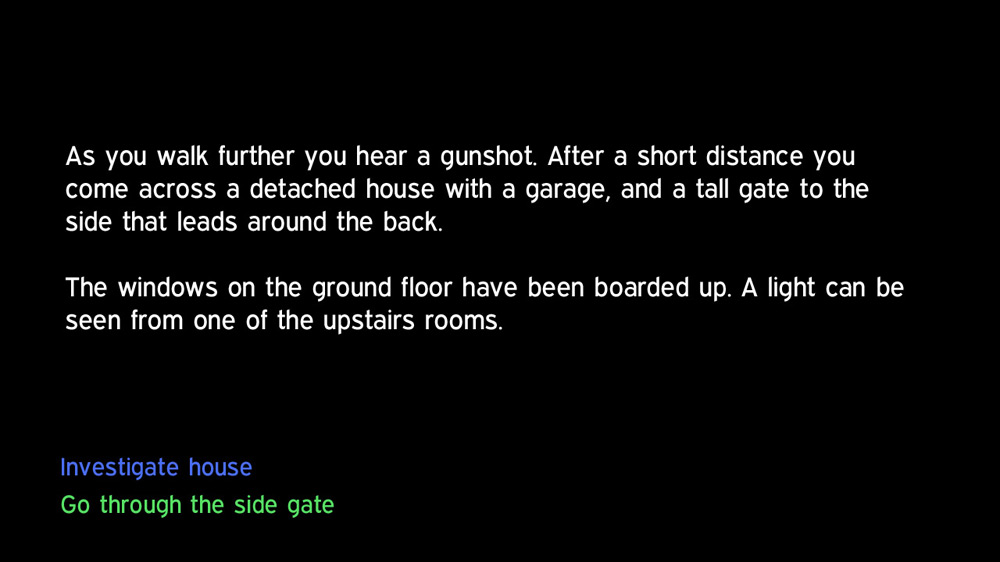 As you walk further you hear a gunshot. After a short distance you
come across a detached house with a garage, and a tall gate to the
side that leads around the back.
The windows on the ground floor have been boarded up. A light can be
seen from one of the upstairs rooms.
Investigate house
Go through the side gate